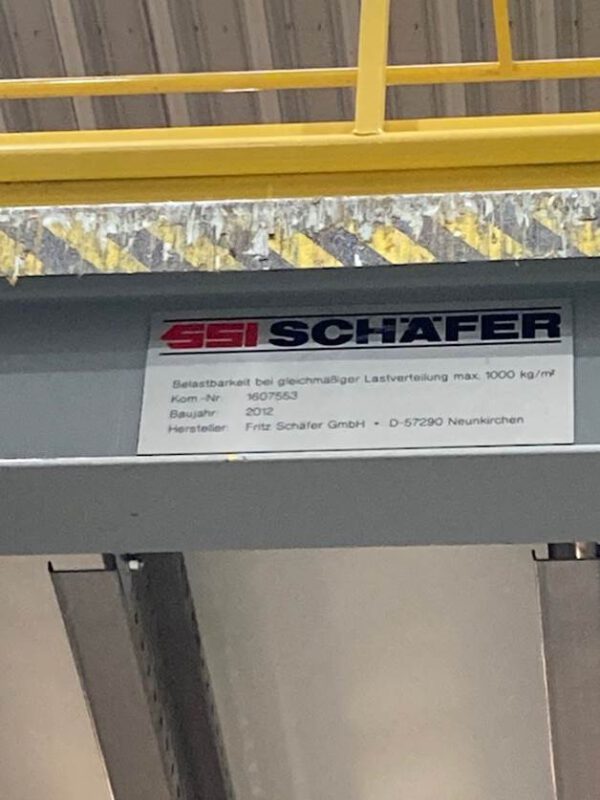 SSI SCHÄFER
Belastbarkeit bei gleichmäßiger Lastverteilung max. 1000 kg/m²
Kom.-Nr. 1607553
Baujahr: 2012
Hersteller: Fritz Schäfer GmbH • D-57290 Neunkirchen